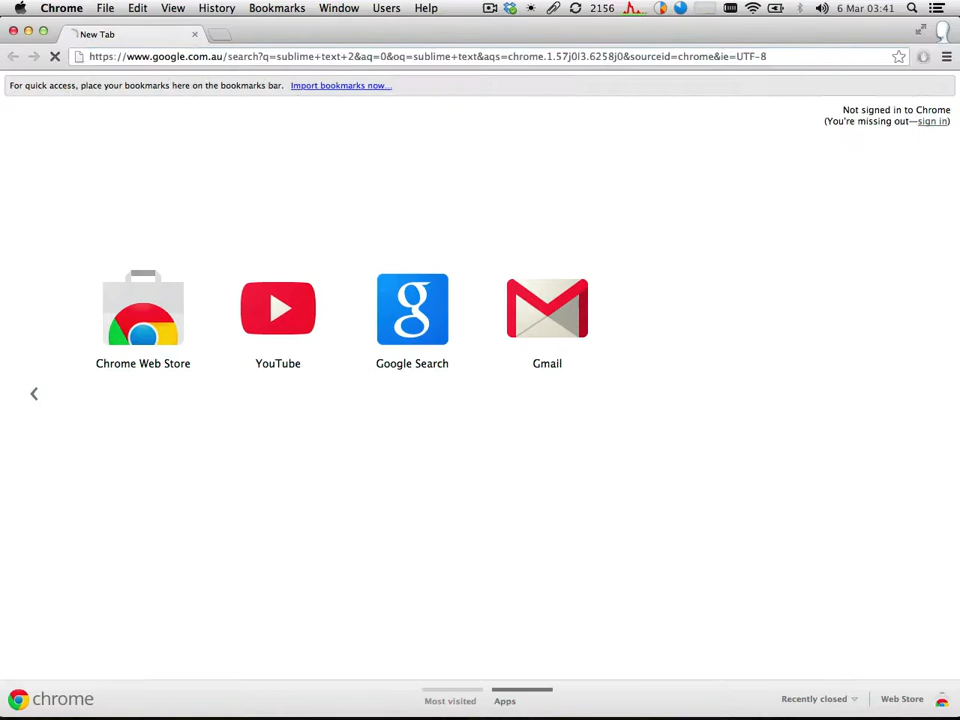 Chrome File Edit View History Bookmarks Window Users Help 2156 6 Mar 03:41
New Tab
https://www.google.com.au/search?q=sublime+text+2&aq=0&oq=sublime+text&aqs=chrome.1.57j0l3.6258j0&sourceid=chrome&ie=UTF-8
For quick access, place your bookmarks here on the bookmarks bar. Import bookmarks now...
Not signed in to Chrome
(You're missing out—sign in)
Chrome Web Store YouTube Google Search Gmail
chrome Most visited Apps Recently closed Web Store